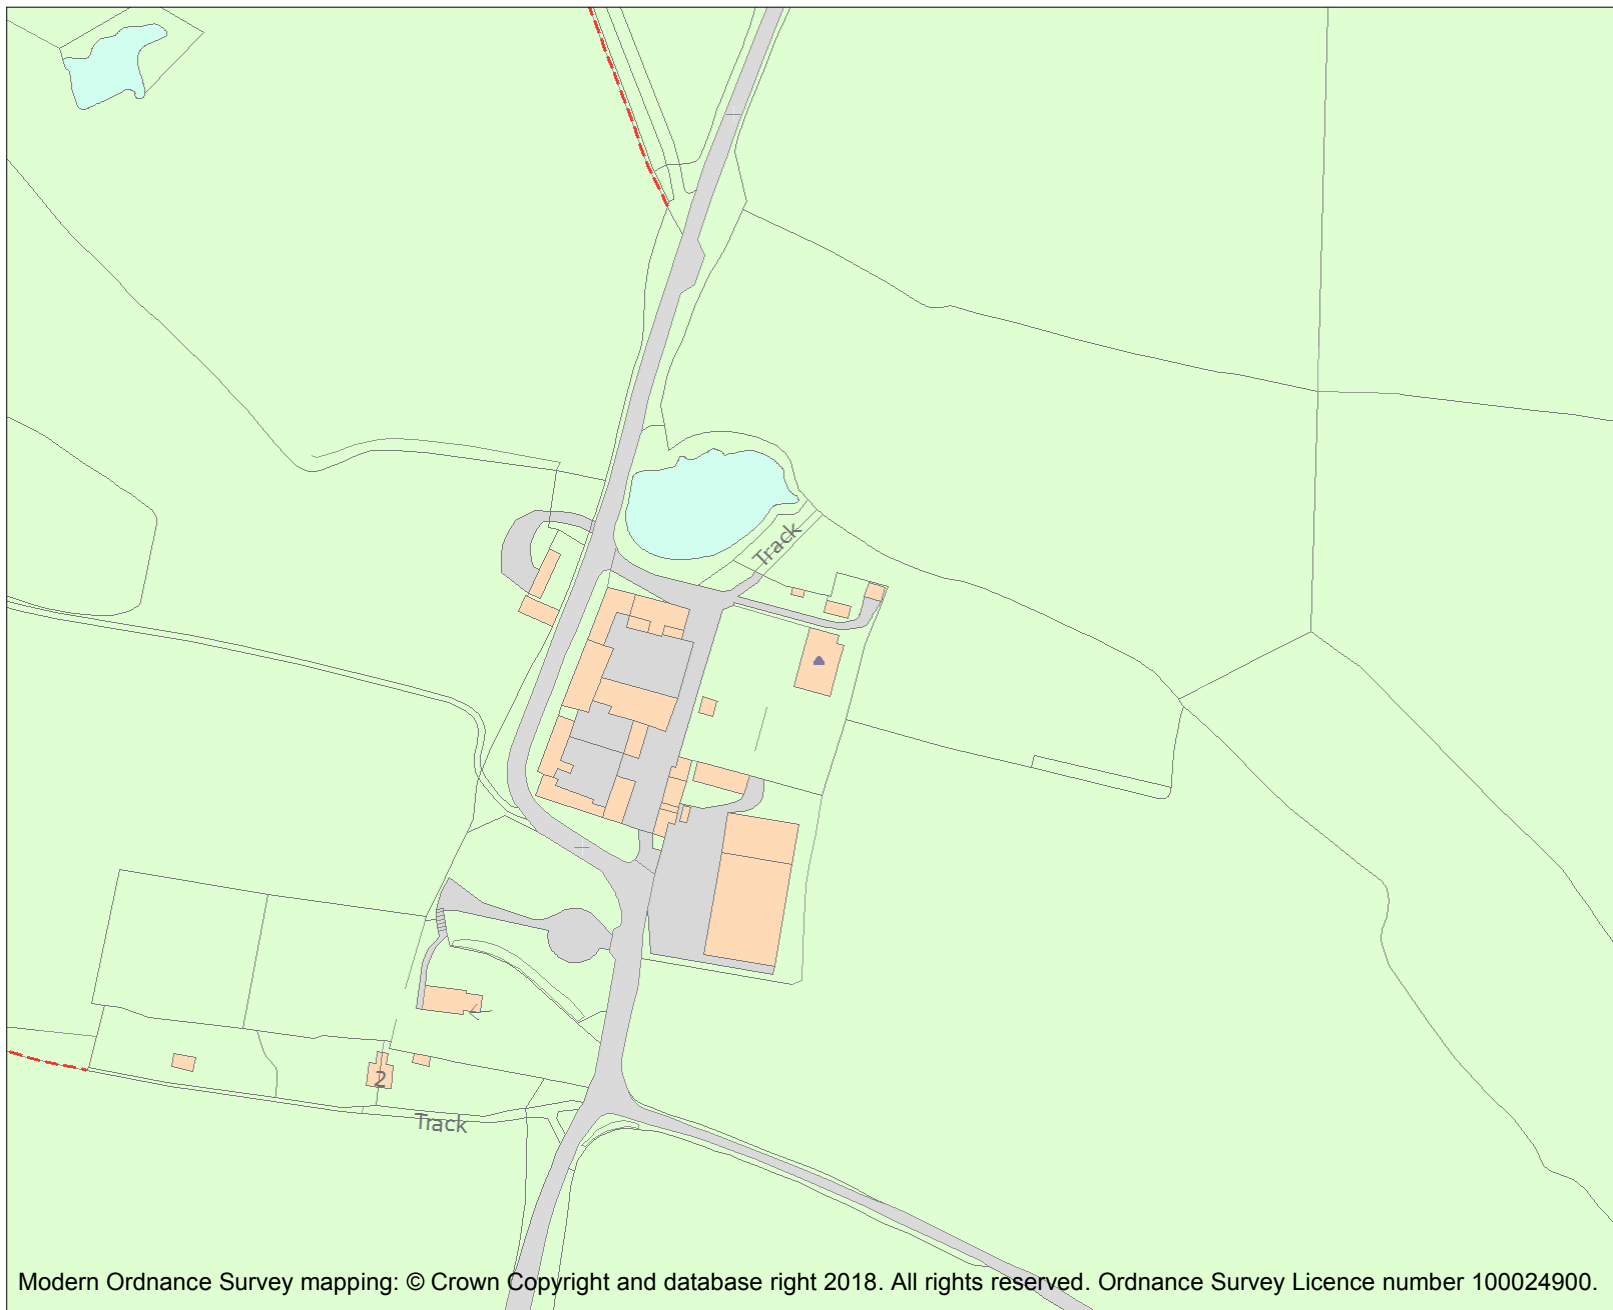 Track
2
Track
Modern Ordnance Survey mapping: © Crown Copyright and database right 2018. All rights reserved. Ordnance Survey Licence number 100024900.